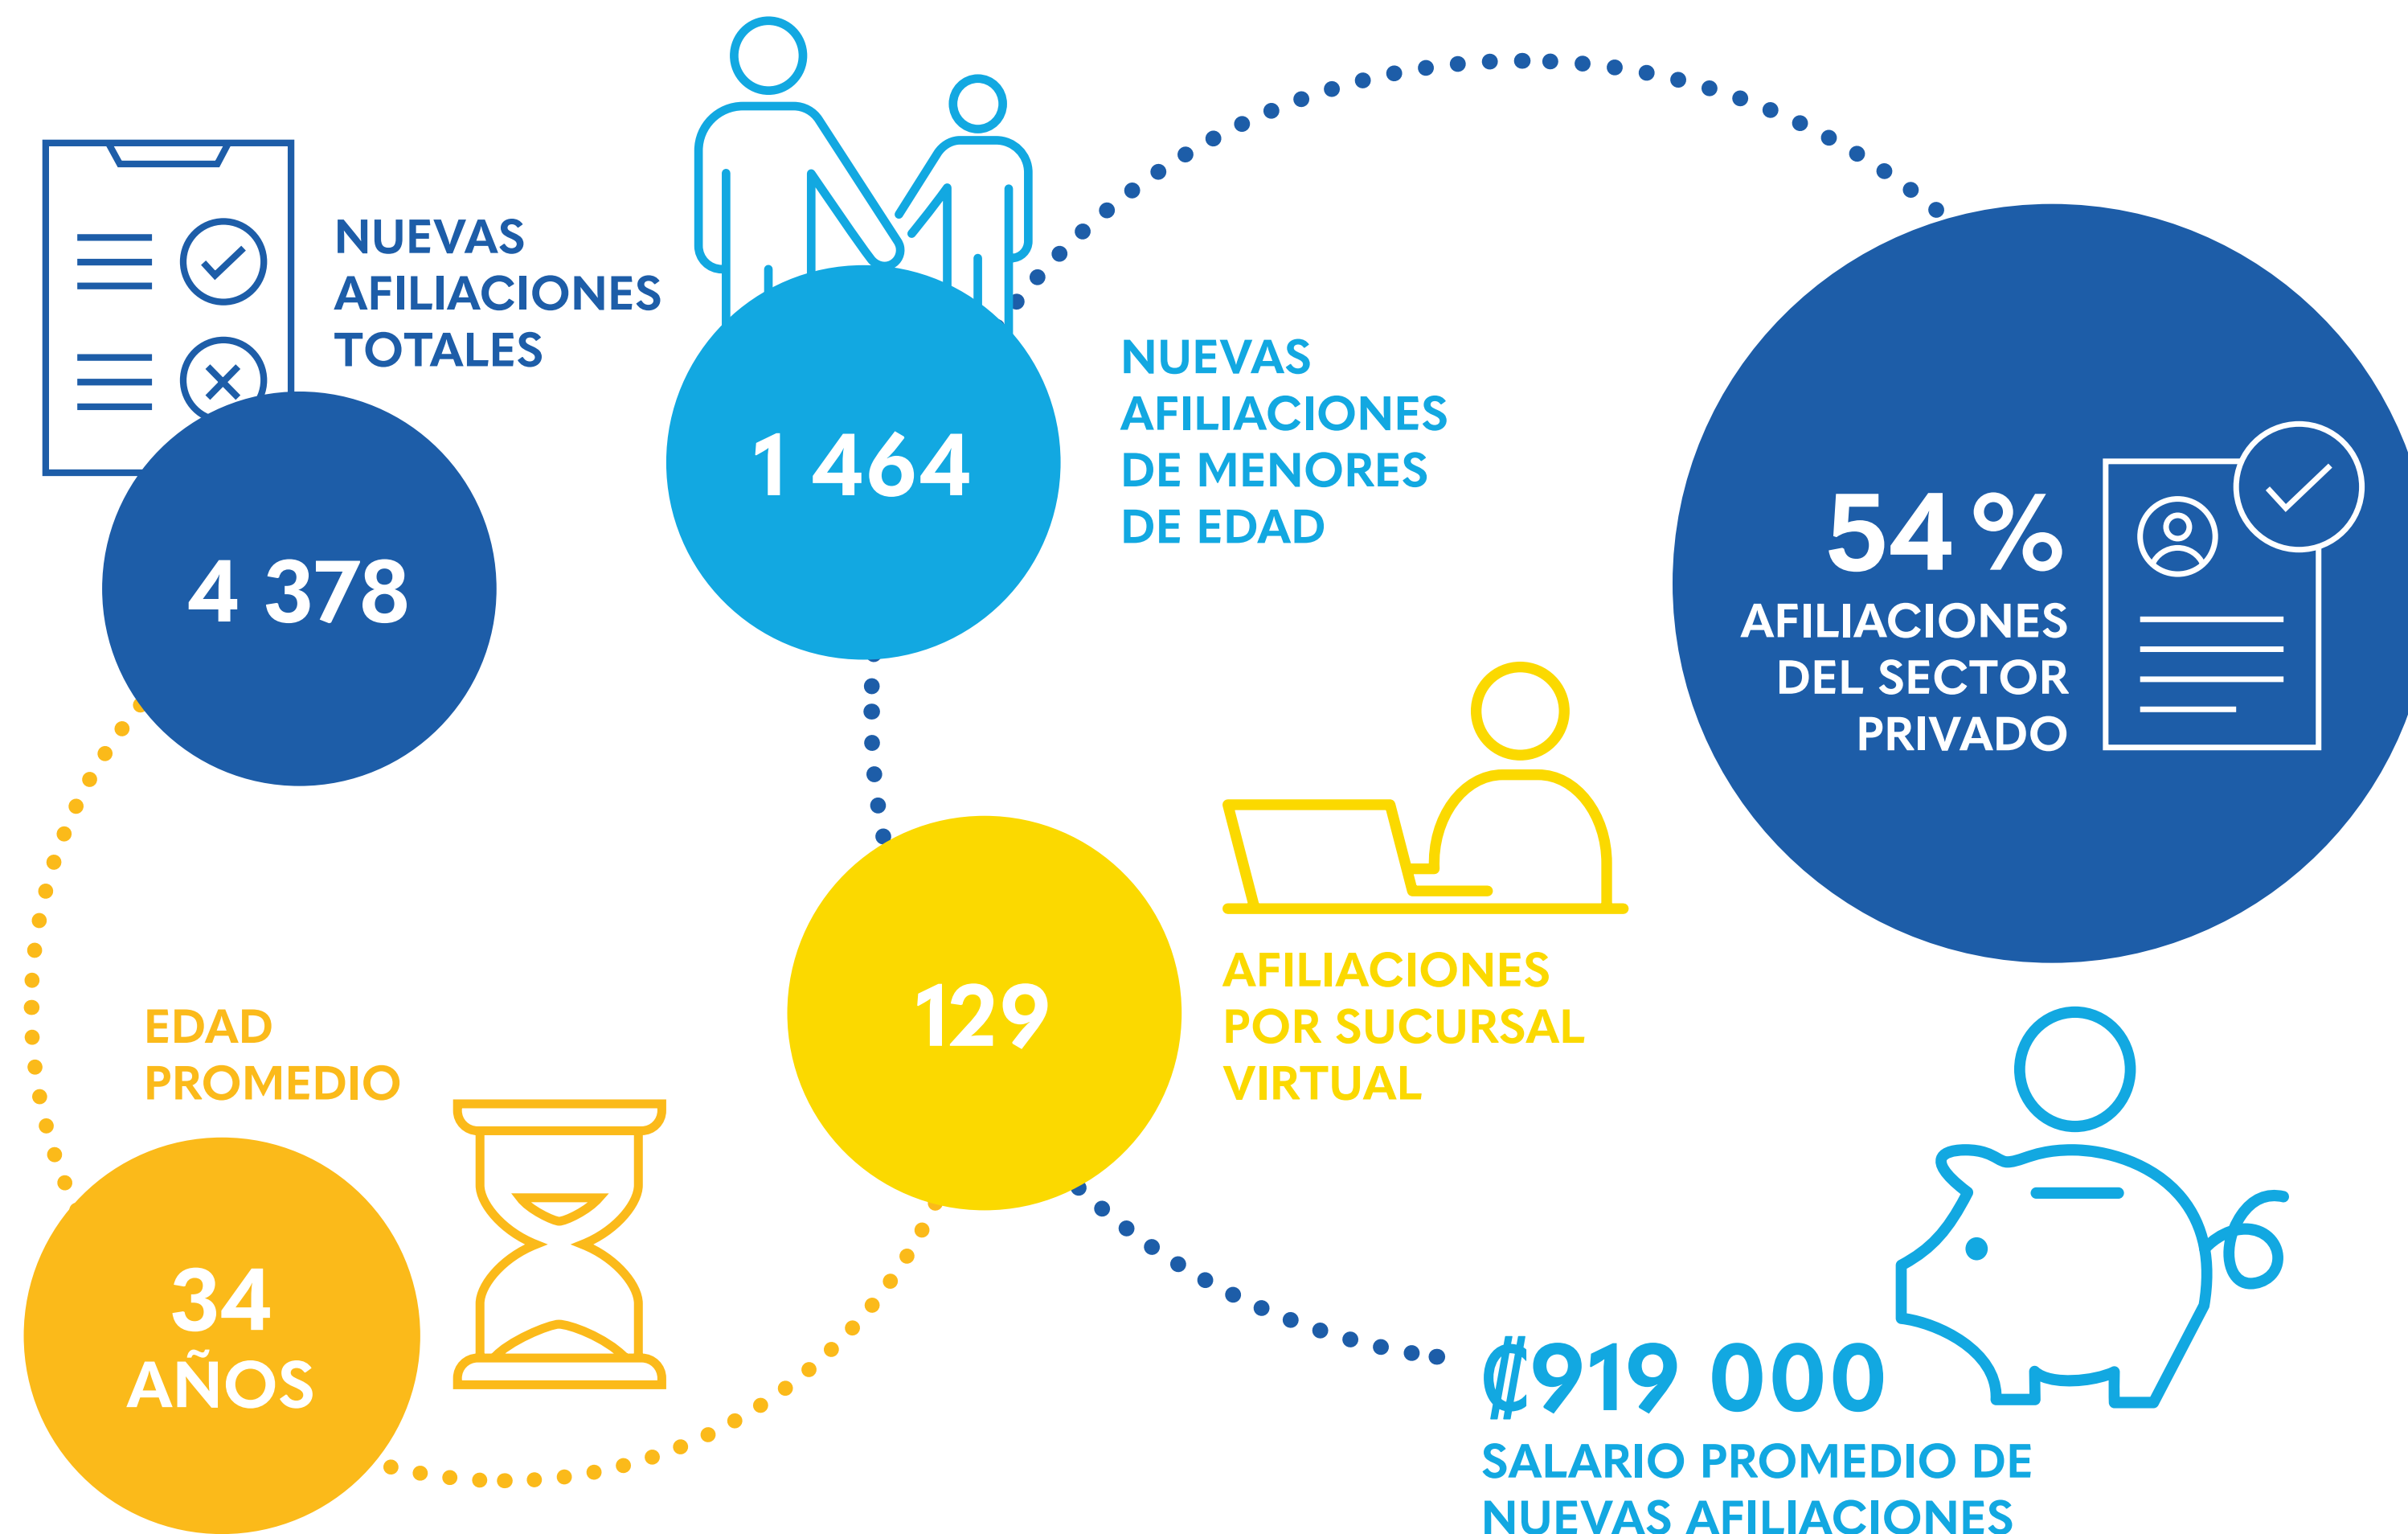 NUEVAS
AFILIACIONES
TOTALES
4 378
1 464
NUEVAS
AFILIACIONES
DE MENORES
DE EDAD
54 %
AFILIACIONES
DEL SECTOR
PRIVADO
129
AFILIACIONES
POR SUCURSAL
VIRTUAL
EDAD
PROMEDIO
34
AÑOS
₡919 000
SALARIO PROMEDIO DE
NUEVAS AFILIACIONES